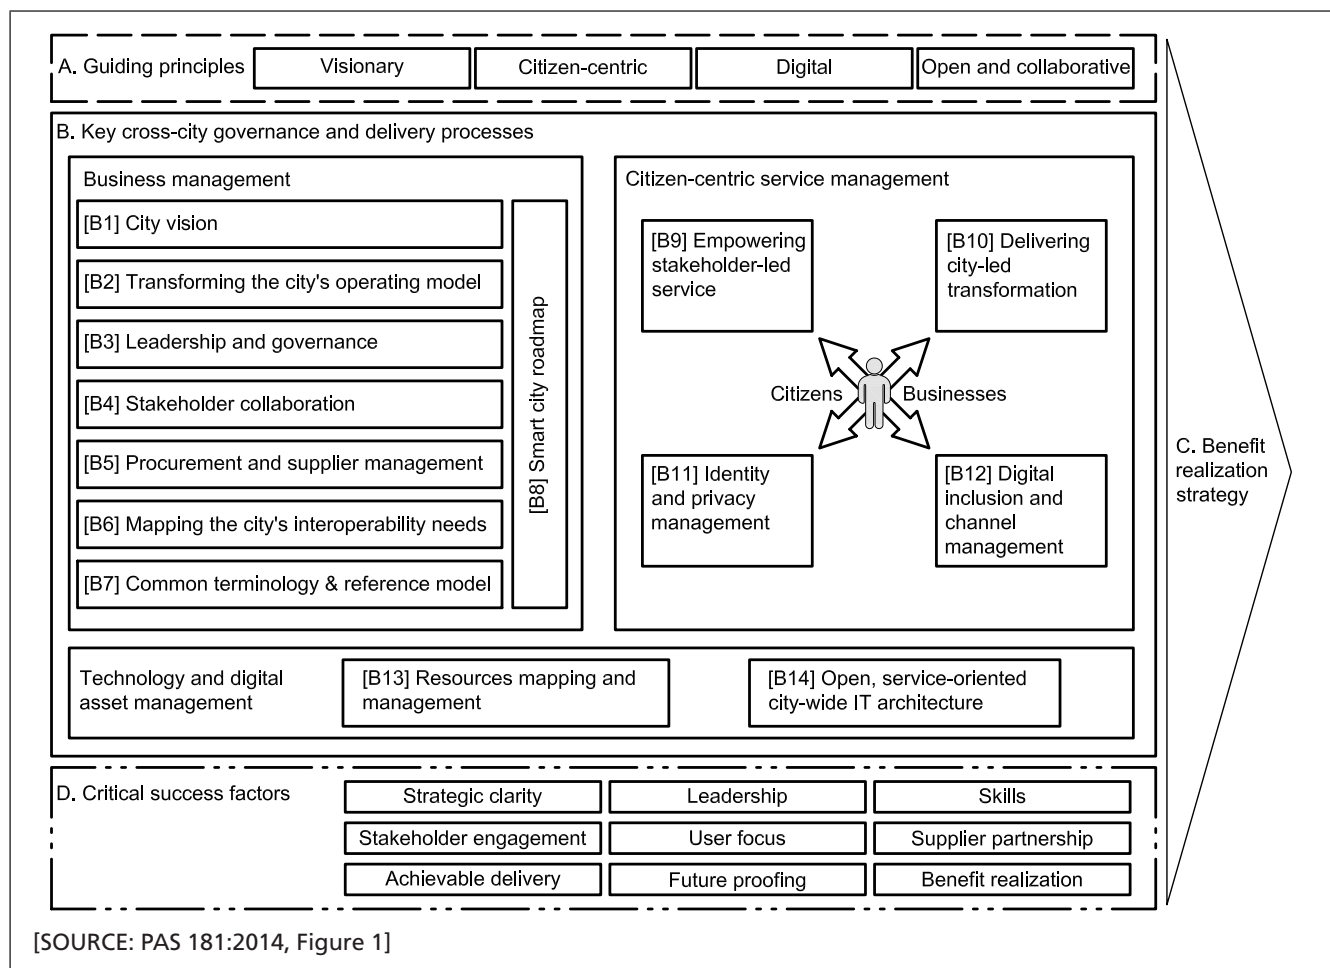 A. Guiding principles
Visionary
Citizen-centric
Digital
Open and collaborative
B. Key cross-city governance and delivery processes
Business management
[B1] City vision
[B2] Transforming the city's operating model
[B3] Leadership and governance
[B4] Stakeholder collaboration
[B5] Procurement and supplier management
[B6] Mapping the city's interoperability needs
[B7] Common terminology & reference model
[B8] Smart city roadmap
Citizen-centric service management
[B9] Empowering
stakeholder-led
service
[B10] Delivering
city-led
transformation
Citizens
Businesses
[B11] Identity
and privacy
management
[B12] Digital
inclusion and
channel
management
Technology and digital
asset management
[B13] Resources mapping and
management
[B14] Open, service-oriented
city-wide IT architecture
C. Benefit
realization
strategy
D. Critical success factors
Strategic clarity
Leadership
Skills
Stakeholder engagement
User focus
Supplier partnership
Achievable delivery
Future proofing
Benefit realization
[SOURCE: PAS 181:2014, Figure 1]